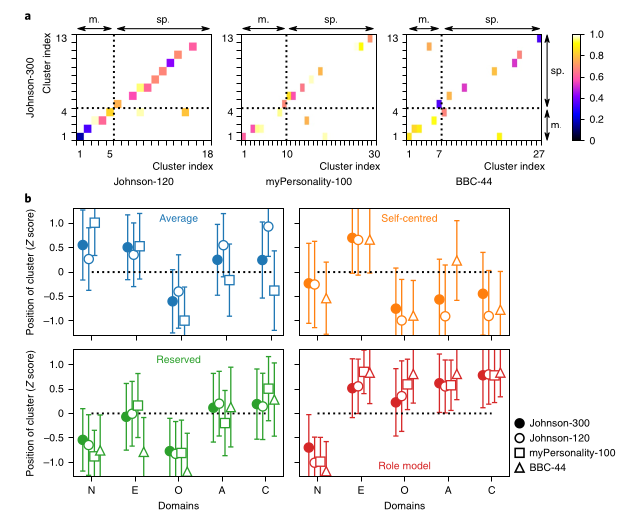 a
m. sp. m. sp. m. sp.
Johnson-300
Cluster index
13
4
1
1 5 18
Cluster index
Johnson-120
13
4
1
1 10 30
Cluster index
myPersonality-100
13
4
1
1 7 27
Cluster index
BBC-44
sp.
m.
1.0
0.8
0.6
0.4
0.2
0
b
Position of cluster (Z score)
1.0
0.5
0
−0.5
−1.0
Average
Self-centred
Position of cluster (Z score)
1.0
0.5
0
−0.5
−1.0
Reserved
Role model
N E O A C
Domains
N E O A C
Domains
Johnson-300
Johnson-120
myPersonality-100
BBC-44